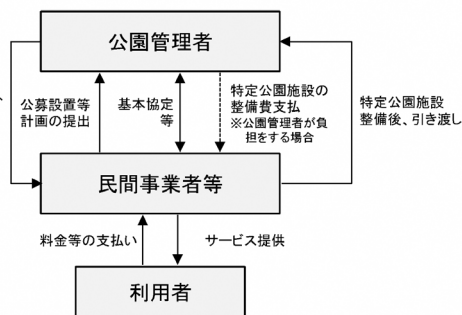 公園管理者
、
公募設置等
計画の提出
基本協定
等
特定公園施設の
整備費支払
※公園管理者が負
担をする場合
特定公園施設
整備後、引き渡し
民間事業者等
料金等の支払い
サービス提供
利用者